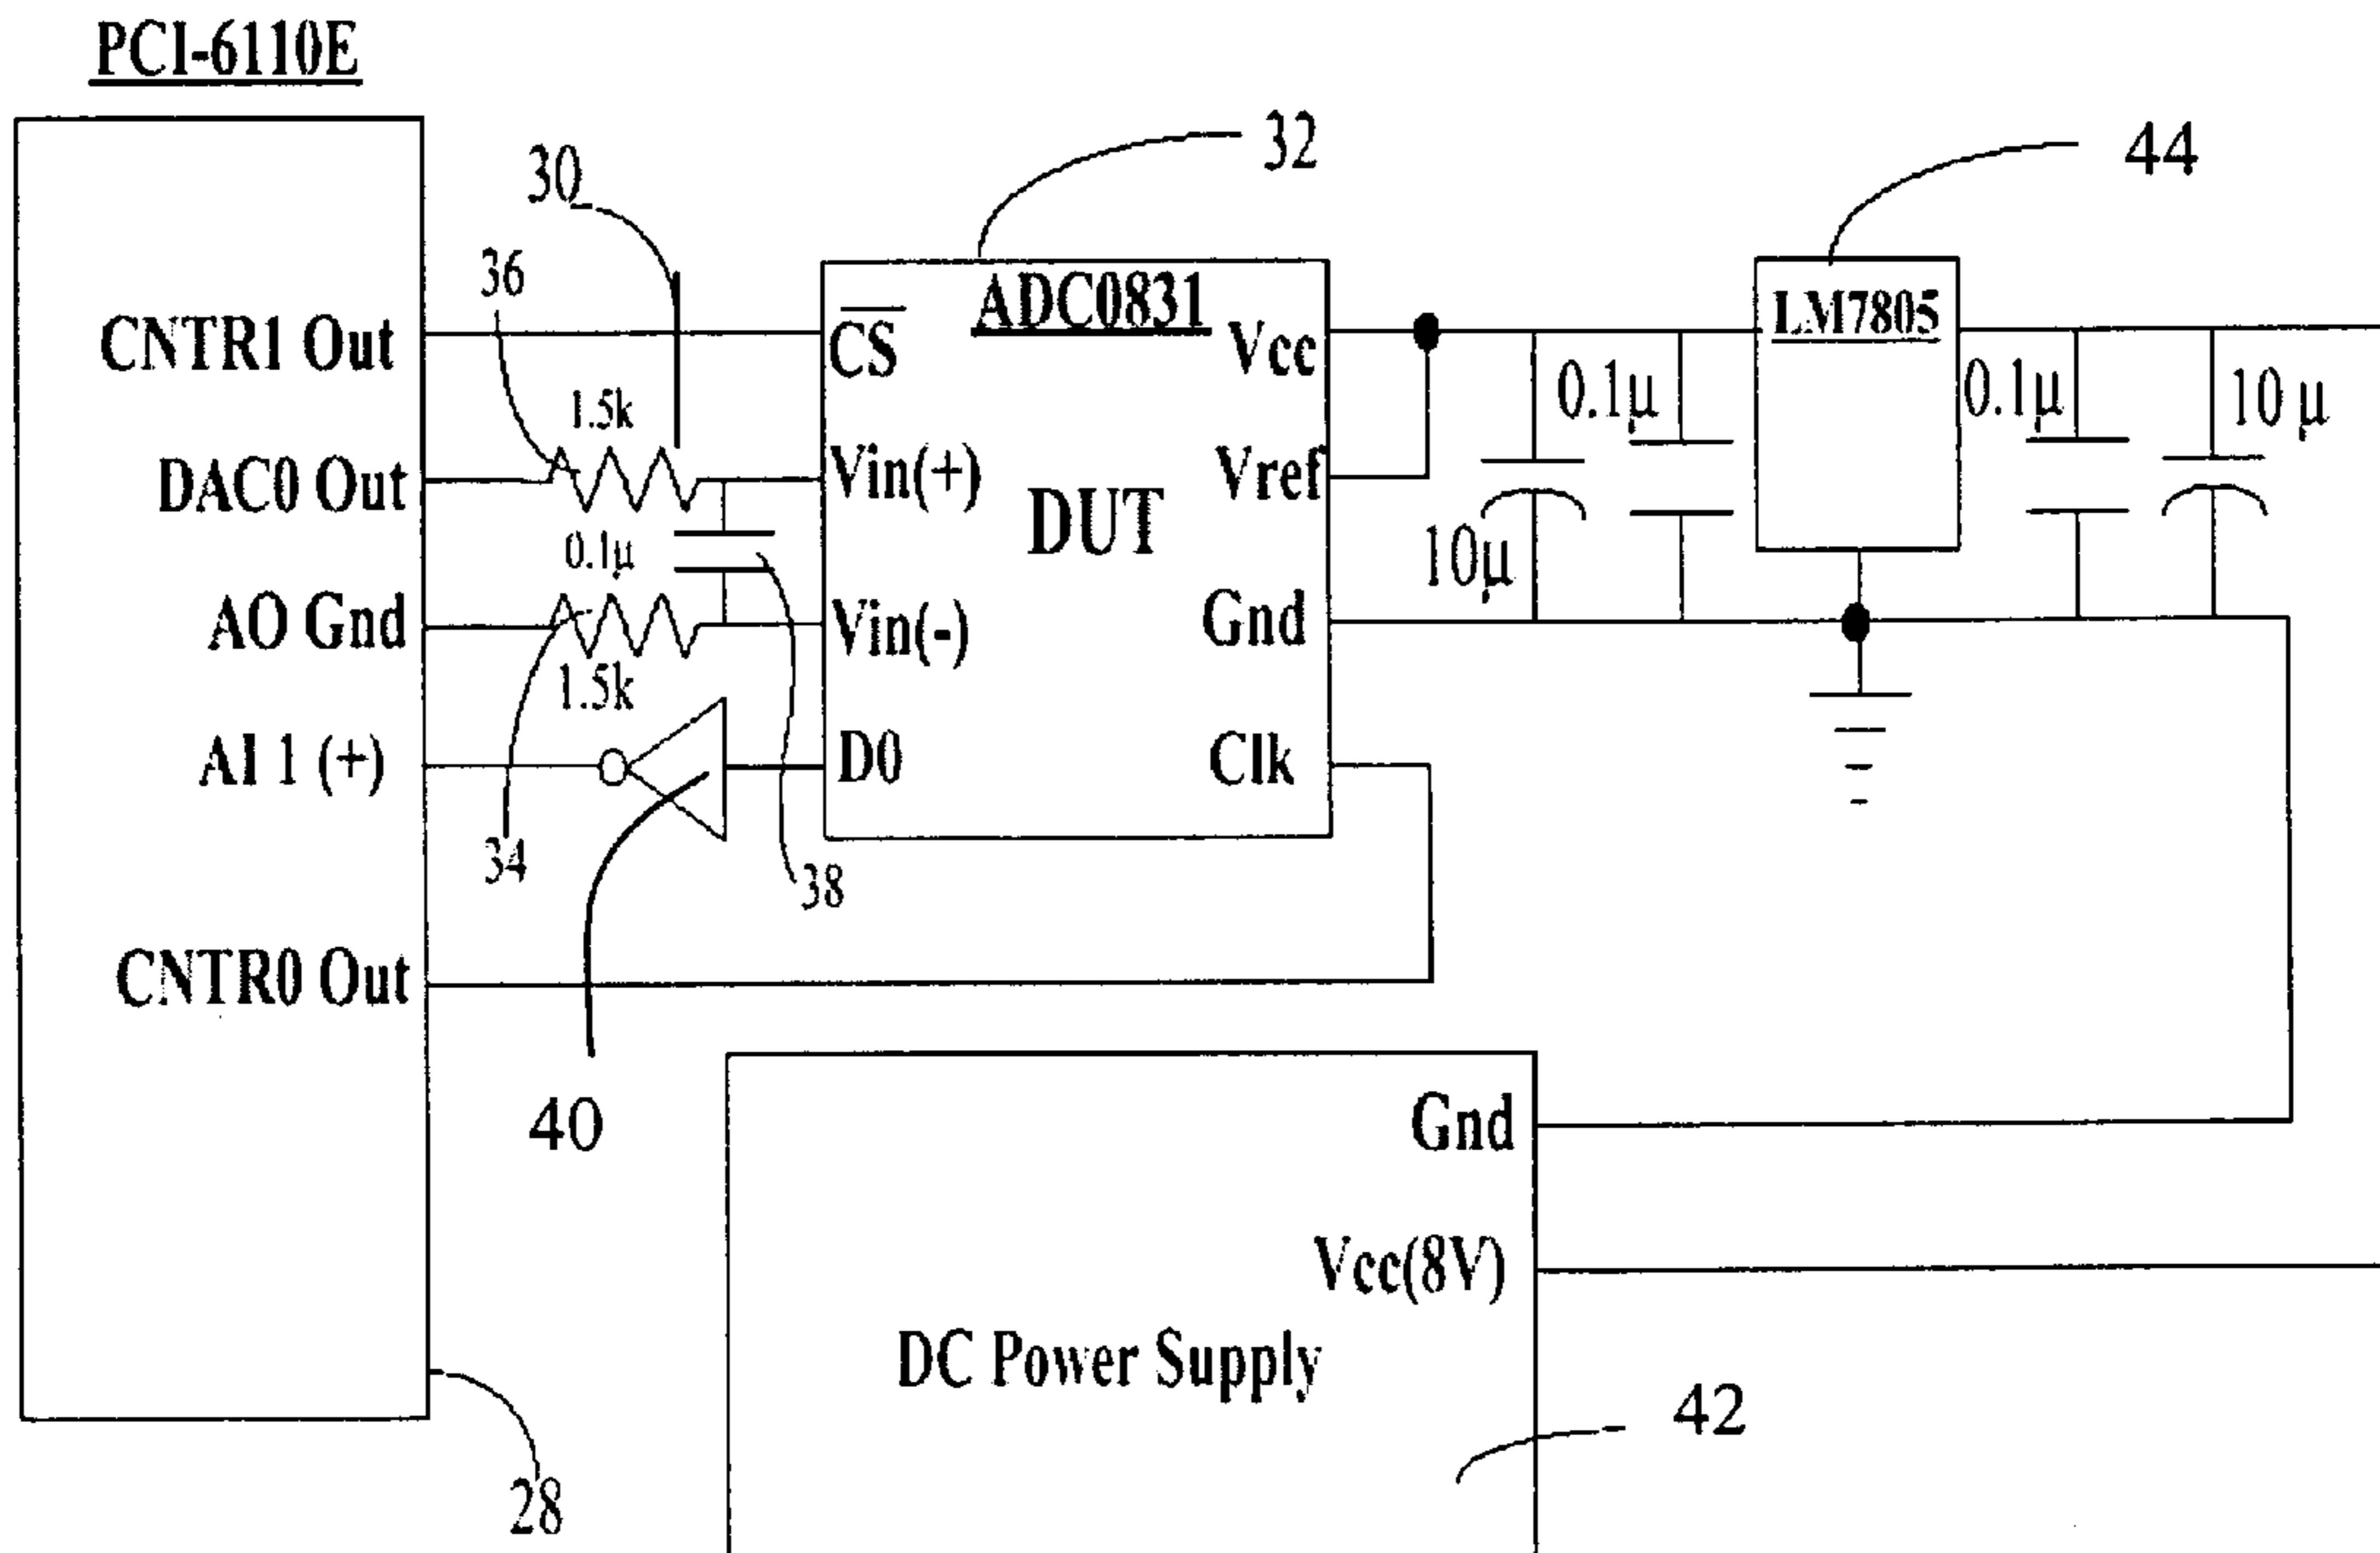 PCI-6110E
30
32
44
36
CNTR1 Out
CS
ADC0831
Vcc
LM7805
1.5k
0.1μ
0.1μ
10 μ
DAC0 Out
Vin(+)
Vref
DUT
0.1μ
10μ
AO Gnd
Vin(-)
Gnd
1.5k
AI 1 (+)
D0
Clk
34
38
CNTR0 Out
40
Gnd
Vcc(8V)
DC Power Supply
42
28